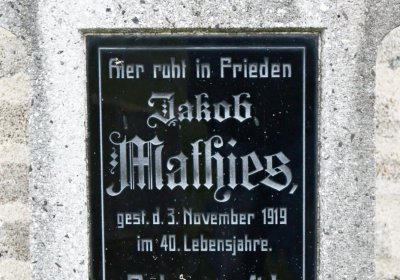 Hier ruht in Frieden
Jakob
Mathies,
gest. d. 3. November 1919
im 40. Lebensjahre.